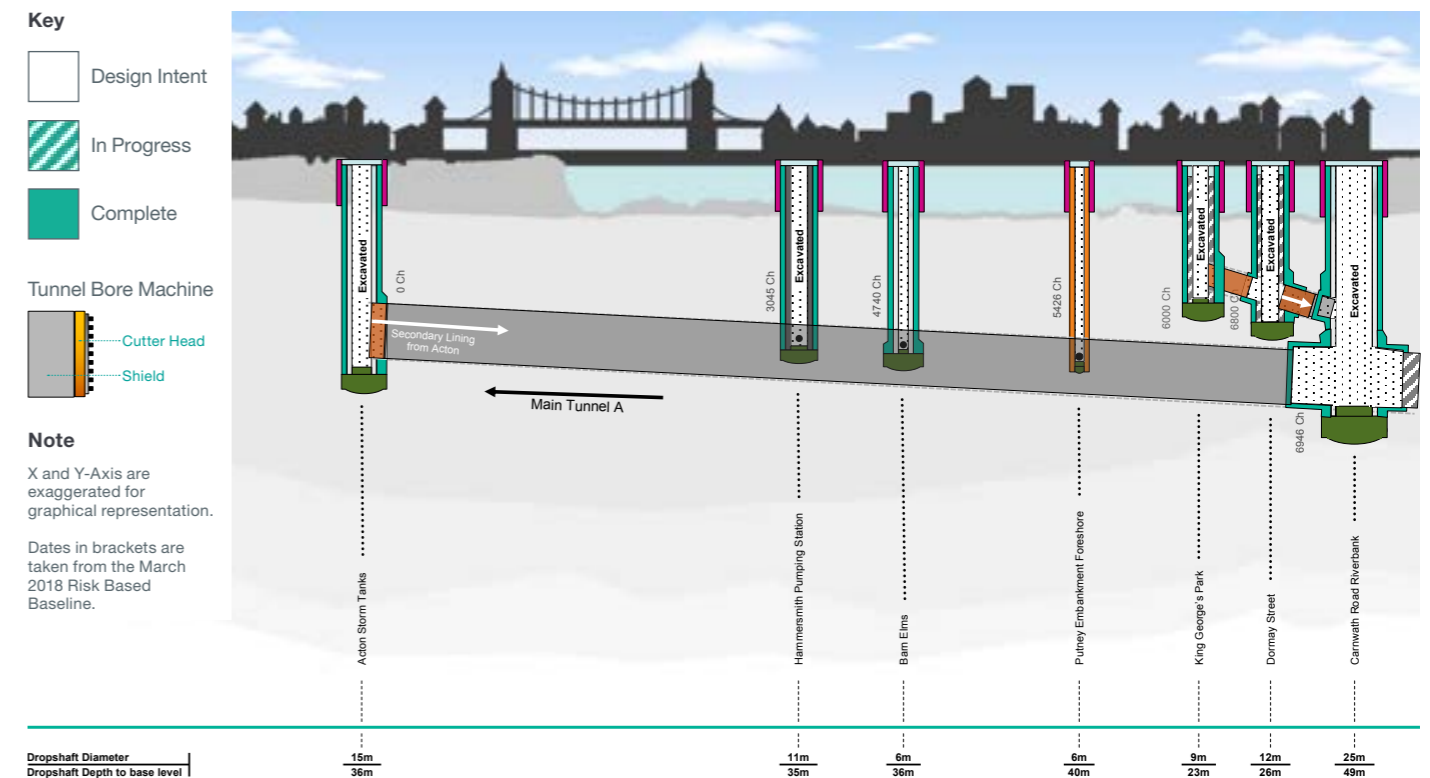 Key
Design Intent
In Progress
Complete
Tunnel Bore Machine
Cutter Head
Shield
Note
X and Y-Axis are
exaggerated for
graphical representation.
Dates in brackets are
taken from the March
2018 Risk Based
Baseline.
Excavated
0 Ch
Secondary Lining
from Acton
Main Tunnel A
3045 Ch
Excavated
4740 Ch
5426 Ch
6000 Ch
Excavated
6800 C
Excavated
6946 Ch
Excavated
Acton Storm Tanks
Hammersmith Pumping Station
Barn Elms
Putney Embankment Foreshore
King George's Park
Dormay Street
Carnwath Road Riverbank
Dropshaft Diameter 15m 11m 6m 6m 9m 12m 25m
Dropshaft Depth to base level 36m 35m 36m 40m 23m 26m 49m